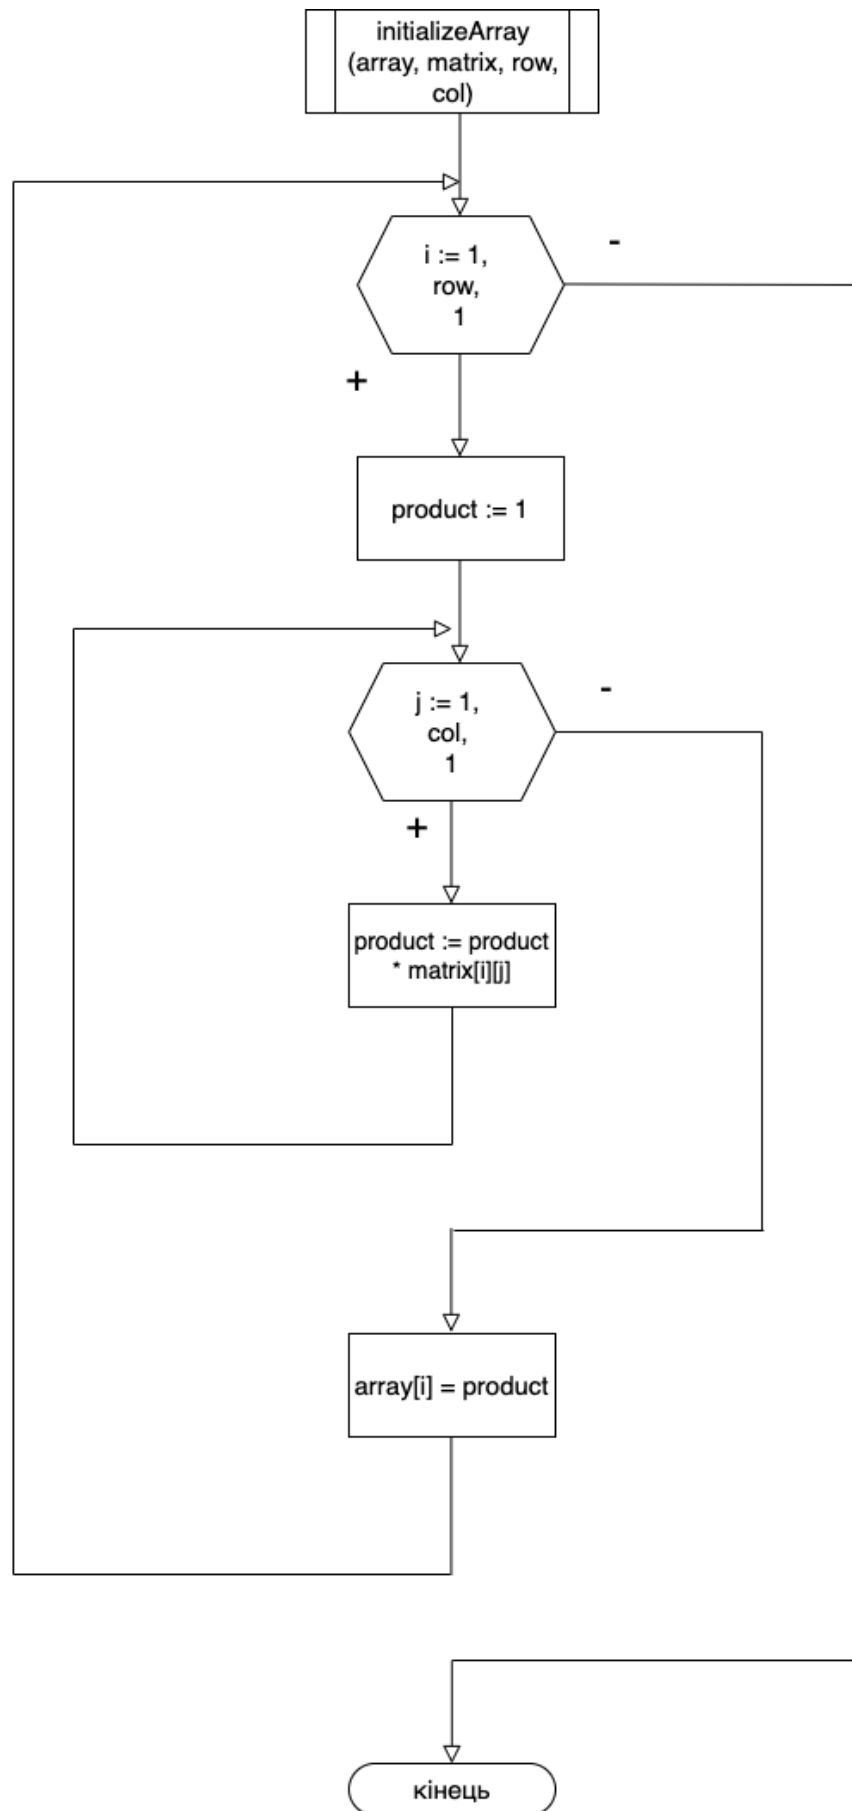 initializeArray
(array, matrix, row,
col)
-
i := 1,
row,
1
+
product := 1
-
j := 1,
col,
1
+
product := product
* matrix[i][j]
array[i] = product
кінець